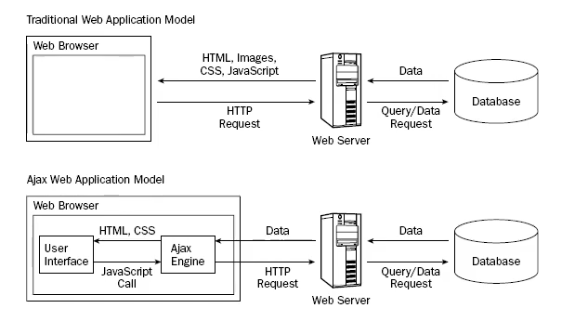 Traditional Web Application Model
Web Browser
HTML, Images,
CSS, JavaScript
HTTP
Request
Web Server
Data
Query/Data
Request
Database
Ajax Web Application Model
Web Browser
User
Interface
HTML, CSS
JavaScript
Call
Ajax
Engine
Data
HTTP
Request
Web Server
Data
Query/Data
Request
Database